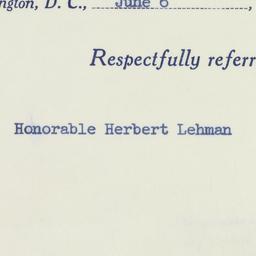 ngton, D. C., June 6,
Respectfully referr
Honorable Herbert Lehman